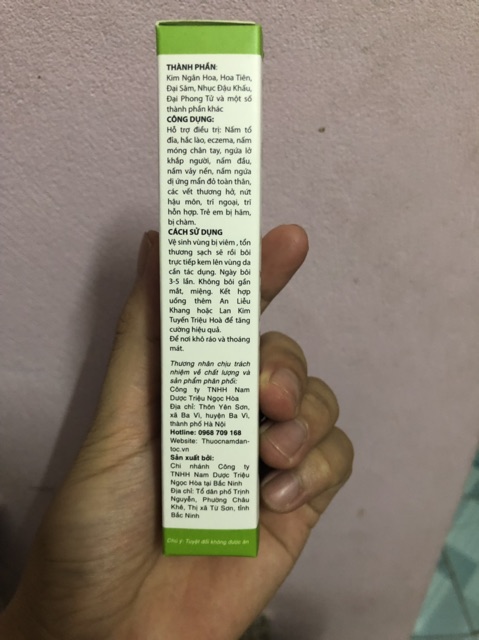 THÀNH PHẦN:
Kim Ngân Hoa, Hoa Tiên,
Đại Sâm, Nhục Đậu Khấu,
Đại Phong Tử và một số
thành phần khác
CÔNG DỤNG:
Hỗ trợ điều trị: Nấm tổ
đỉa, hắc lào, eczema, nấm
móng chân tay, ngứa lở
khắp người, nấm đầu,
nấm vảy nến, nấm ngứa
dị ứng mẩn đỏ toàn thân,
các vết thương hở, nứt
hậu môn, trĩ ngoại, trĩ
hỗn hợp. Trẻ em bị hăm,
bị chàm.
CÁCH SỬ DỤNG
Vệ sinh vùng bị viêm , tổn
thương sạch sẽ rồi bôi
trực tiếp kem lên vùng da
cần tác dụng. Ngày bôi
3-5 lần. Không bôi gần
mắt, miệng. Kết hợp
uống thêm An Liễu
Khang hoặc Lan Kim
Tuyến Triệu Hoà để tăng
cường hiệu quả.
Để nơi khô ráo và thoáng
mát.
Thương nhân chịu trách
nhiệm về chất lượng và
sản phẩm phân phối:
Công ty TNHH Nam
Dược Triệu Ngọc Hòa
Địa chỉ: Thôn Yên Sơn,
xã Ba Vì, huyện Ba Vì,
thành phố Hà Nội
Hotline: 0968 709 168
Website: Thuocnamdan-
toc.vn
Sản xuất bởi:
Chi nhánh Công ty
TNHH Nam Dược Triệu
Ngọc Hòa tại Bắc Ninh
Địa chỉ: Tổ dân phố Trịnh
Nguyễn, Phường Châu
Khê, Thị xã Từ Sơn, tỉnh
Bắc Ninh
Chú ý: Tuyệt đối không được ăn